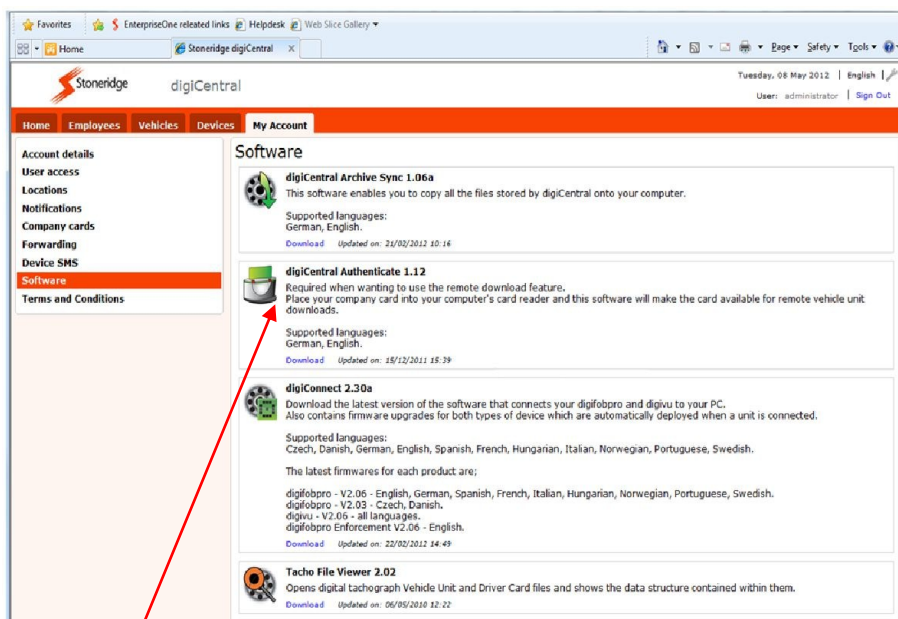 Favorites EnterpriseOne releated links Helpdesk Web Slice Gallery
Home Stoneridge digiCentral X Page Safety Tools
Stoneridge digiCentral Tuesday, 08 May 2012 | English |
User: administrator | Sign Out
Home Employees Vehicles Devices My Account
Account details
User access
Locations
Notifications
Company cards
Forwarding
Device SMS
Software
Terms and Conditions
Software
digiCentral Archive Sync 1.06a
This software enables you to copy all the files stored by digiCentral onto your computer.
Supported languages:
German, English.
Download Updated on: 21/02/2012 10:16
digiCentral Authenticate 1.12
Required when wanting to use the remote download feature.
Place your company card into your computer's card reader and this software will make the card available for remote vehicle unit
downloads.
Supported languages:
German, English.
Download Updated on: 15/12/2011 15:39
digiConnect 2.30a
Download the latest version of the software that connects your digifobpro and digivu to your PC.
Also contains firmware upgrades for both types of device which are automatically deployed when a unit is connected.
Supported languages:
Czech, Danish, German, English, Spanish, French, Hungarian, Italian, Norwegian, Portuguese, Swedish.
The latest firmwares for each product are;
digifobpro - V2.06 - English, German, Spanish, French, Italian, Hungarian, Norwegian, Portuguese, Swedish.
digifobpro - V2.03 - Czech, Danish.
digivu - V2.06 - all languages.
digifobpro Enforcement V2.06 - English.
Download Updated on: 22/02/2012 14:49
Tacho File Viewer 2.02
Opens digital tachograph Vehicle Unit and Driver Card files and shows the data structure contained within them.
Download Updated on: 06/05/2010 12:22